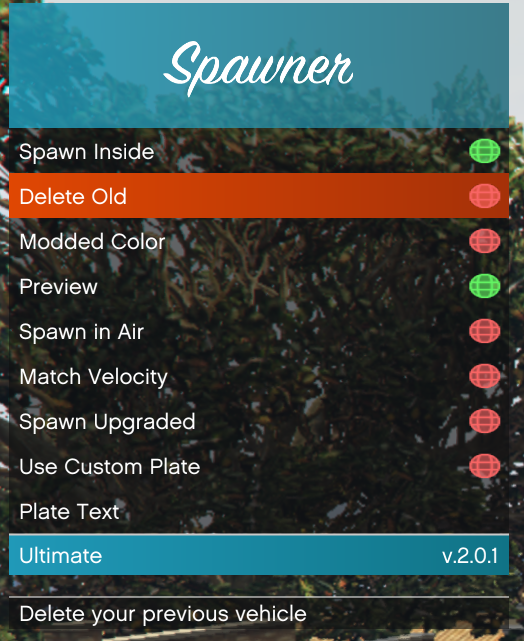 Spawner
Spawn Inside
Delete Old
Modded Color
Preview
Spawn in Air
Match Velocity
Spawn Upgraded
Use Custom Plate
Plate Text
Ultimate v.2.0.1
Delete your previous vehicle